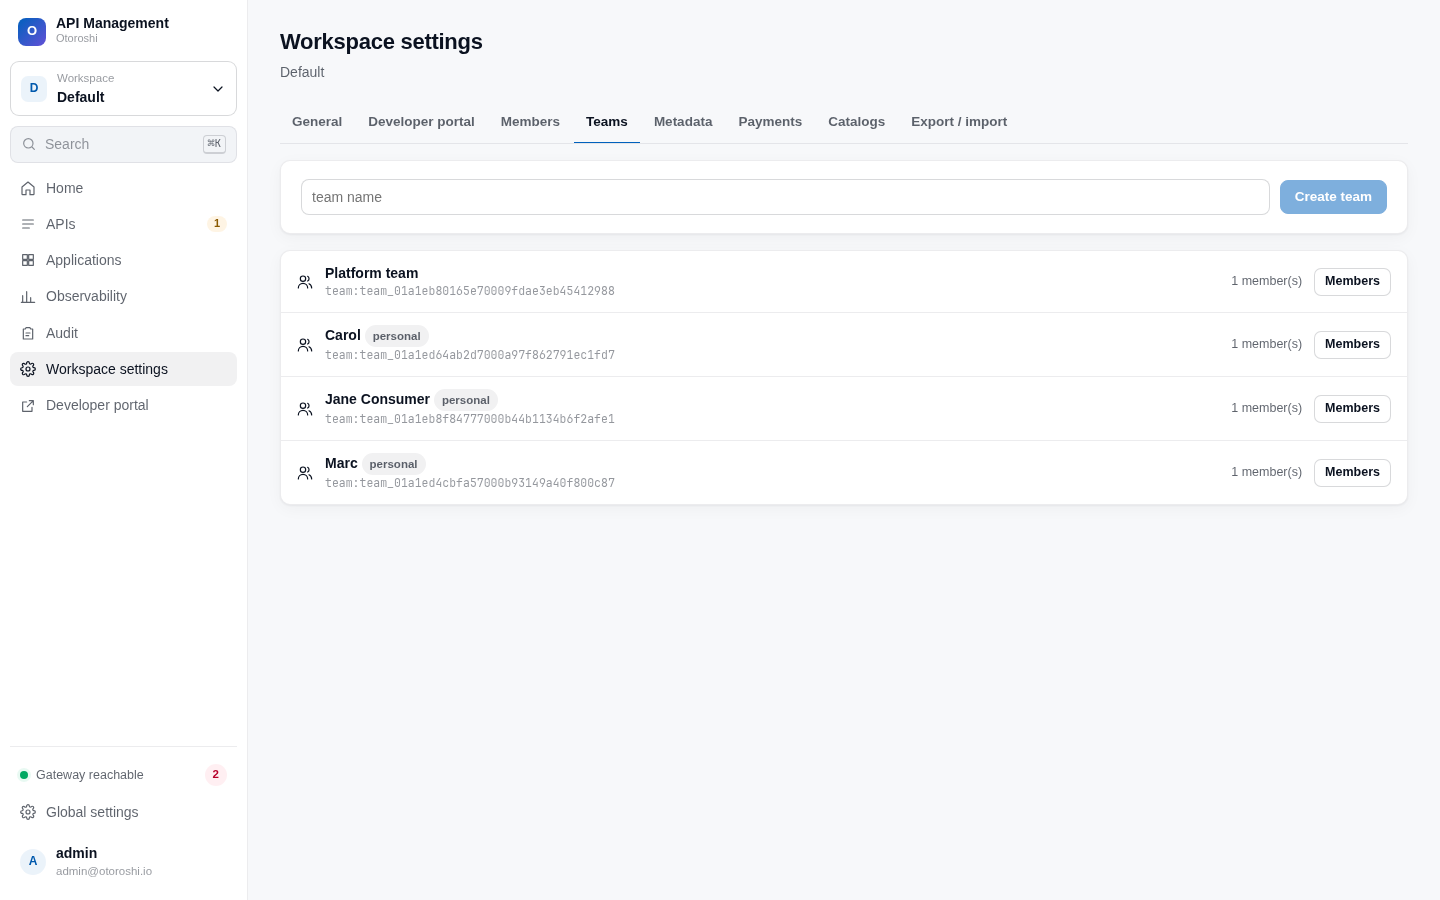 O
API Management
Otoroshi
D
Workspace
Default
Search
⌘K
Home
APIs
1
Applications
Observability
Audit
Workspace settings
Developer portal
Gateway reachable
2
Global settings
A
admin
admin@otoroshi.io
Workspace settings
Default
General
Developer portal
Members
Teams
Metadata
Payments
Catalogs
Export / import
team name
Create team
Platform team
team:team_01a1eb80165e70009fdae3eb45412988
1 member(s)
Members
Carol personal
team:team_01a1ed64ab2d7000a97f862791ec1fd7
1 member(s)
Members
Jane Consumer personal
team:team_01a1eb8f84777000b44b1134b6f2afe1
1 member(s)
Members
Marc personal
team:team_01a1ed4cbfa57000b93149a40f800c87
1 member(s)
Members